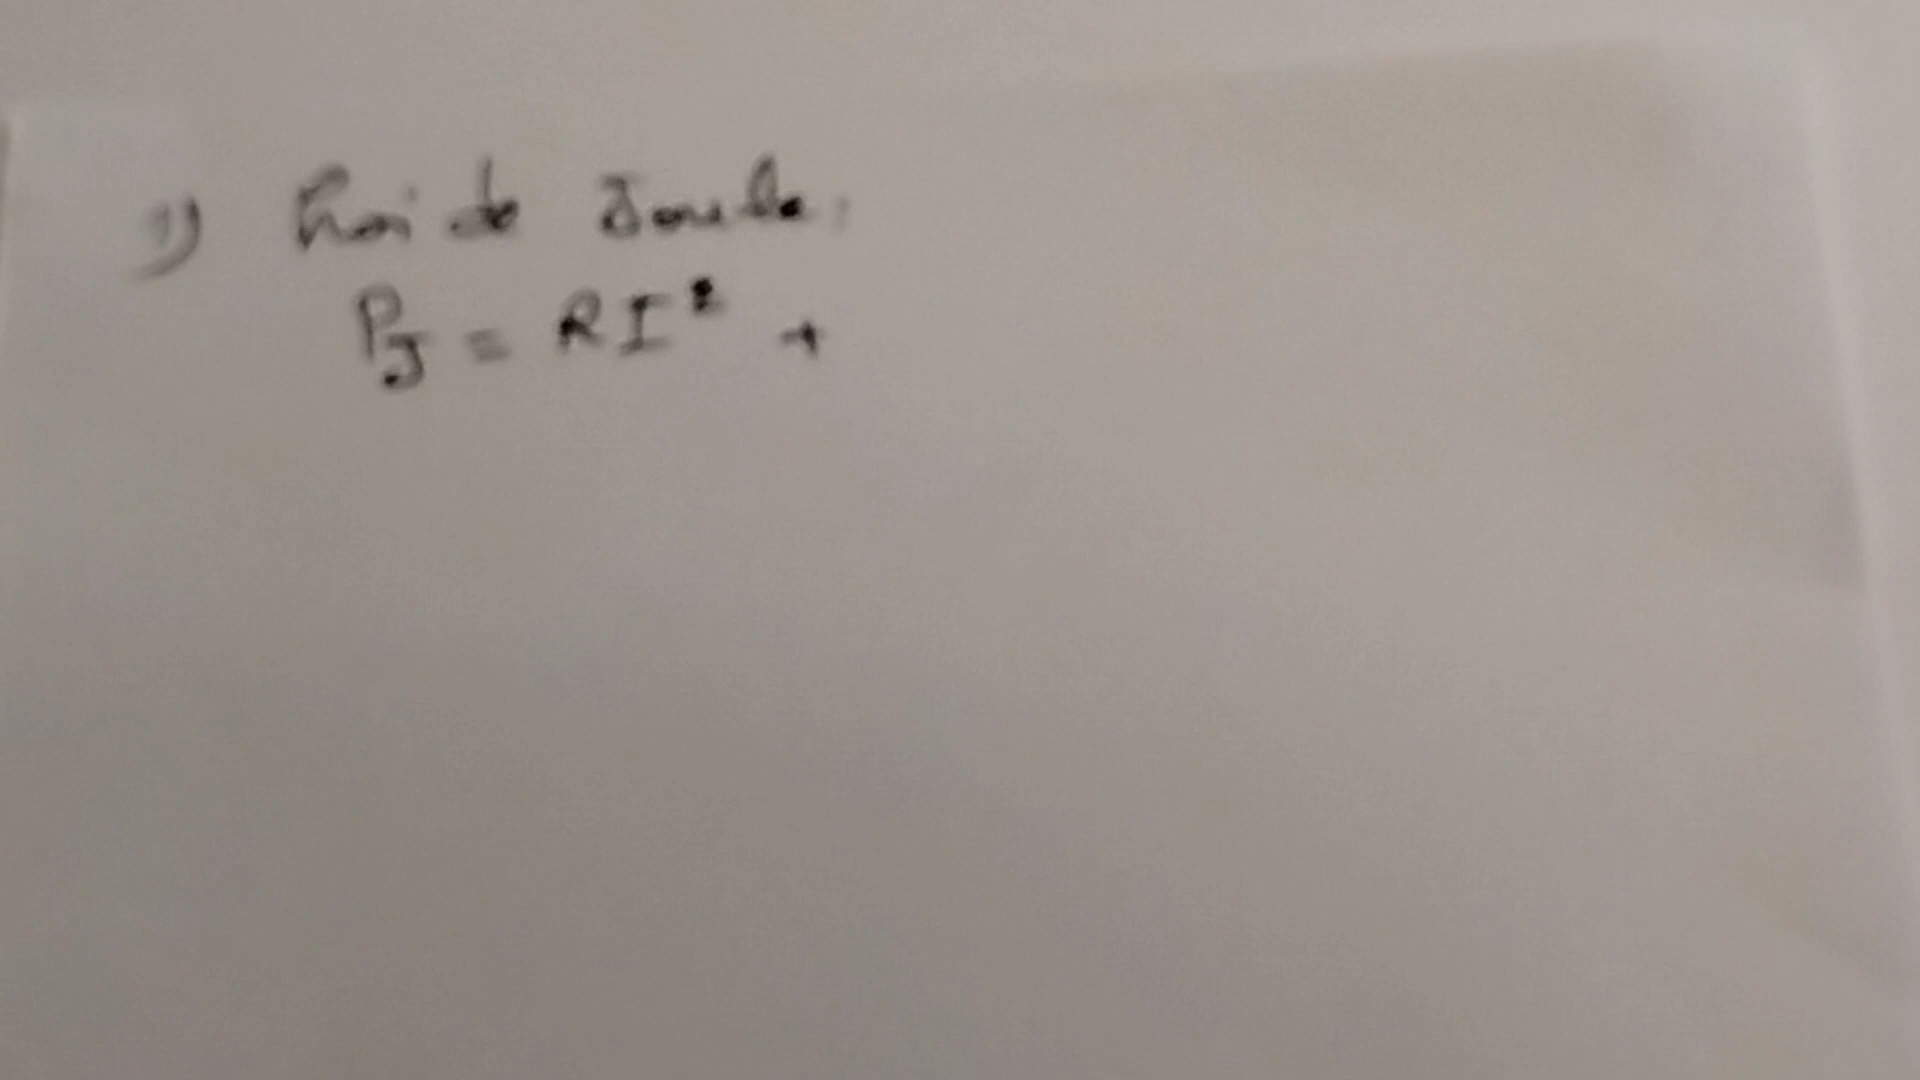 1) Loi de Joule:
P_J = RI² +